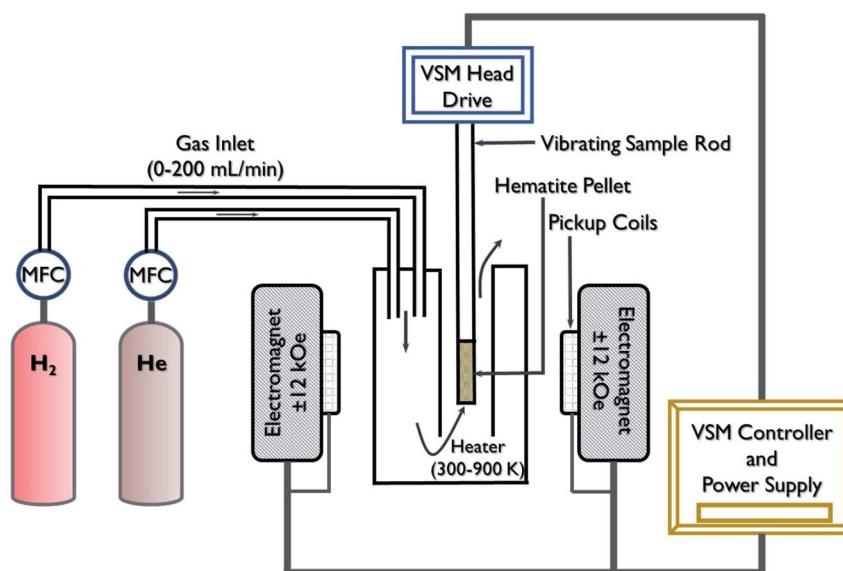 VSM Head
Drive
Gas Inlet
(0-200 mL/min)
Vibrating Sample Rod
Hematite Pellet
Pickup Coils
MFC
MFC
H₂
He
Electromagnet
±12 kOe
Electromagnet
±12 kOe
Heater
(300-900 K)
VSM Controller
and
Power Supply